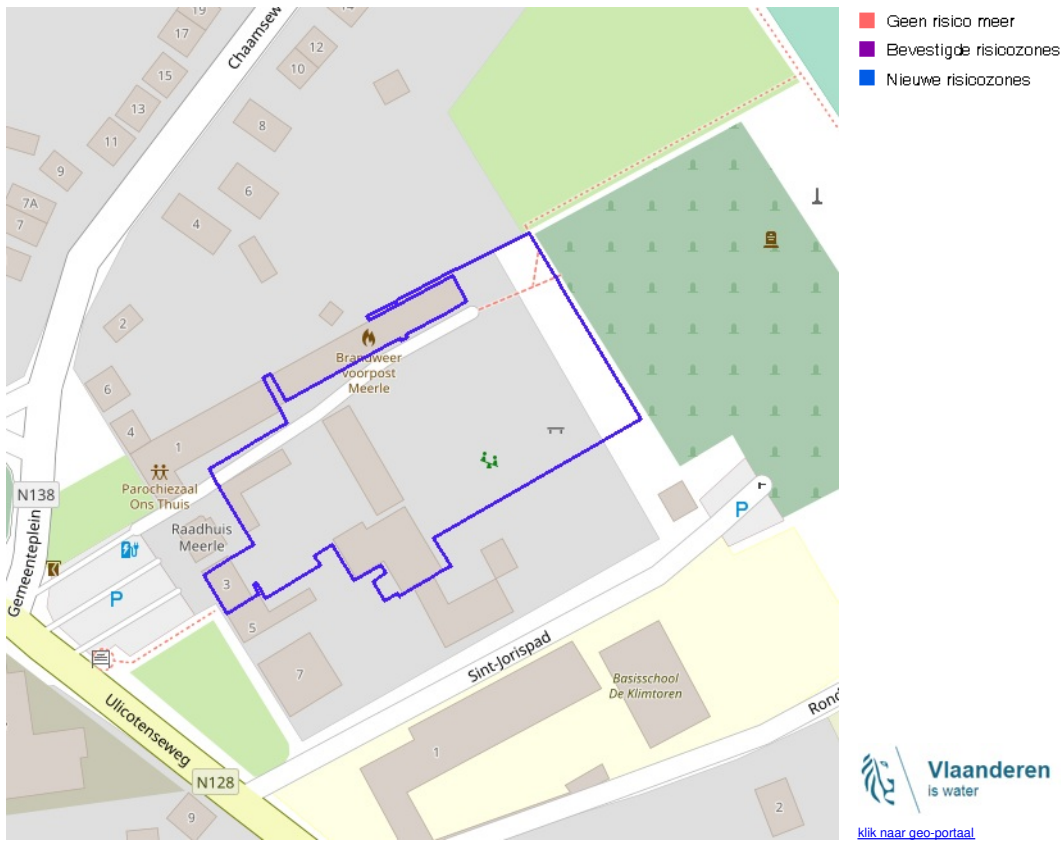 19
17
15
13
11
9
7A
7
Chaamsew
14
12
10
8
6
4
2
6
4
1
Brandweer
voorpost
Meerle
Parochiezaal
Ons Thuis
N138
Raadhuis
Meerle
Gemeenteplein
P
3
5
7
P
Sint-Jorispad
Basisschool
De Klimtoren
Rond
Ulicotenseweg
N128
1
9
2
Geen risico meer
Bevestigde risicozones
Nieuwe risicozones
Vlaanderen
is water
klik naar geo-portaal